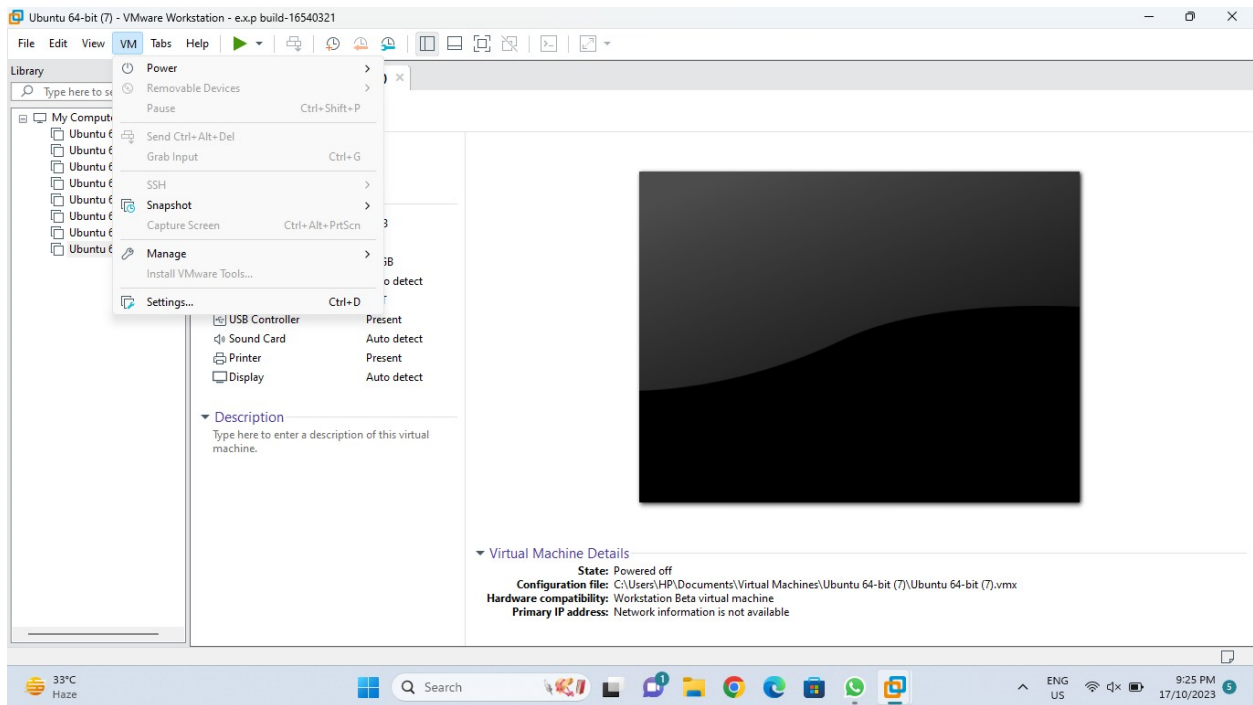 Ubuntu 64-bit (7) - VMware Workstation - e.x.p build-16540321
File Edit View VM Tabs Help
Library
Type here to se
My Compute
Ubuntu 6
Ubuntu 6
Ubuntu 6
Ubuntu 6
Ubuntu 6
Ubuntu 6
Ubuntu 6
Ubuntu 6
Power
Removable Devices
Pause Ctrl+Shift+P
Send Ctrl+Alt+Del
Grab Input Ctrl+G
SSH
Snapshot
Capture Screen Ctrl+Alt+PrtScn
Manage
Install VMware Tools...
Settings... Ctrl+D
)
GB
o detect
USB Controller Present
Sound Card Auto detect
Printer Present
Display Auto detect
Description
Type here to enter a description of this virtual
machine.
Virtual Machine Details
State: Powered off
Configuration file: C:\Users\HP\Documents\Virtual Machines\Ubuntu 64-bit (7)\Ubuntu 64-bit (7).vmx
Hardware compatibility: Workstation Beta virtual machine
Primary IP address: Network information is not available
33°C
Haze
Search
1
ENG
US
9:25 PM
17/10/2023
5